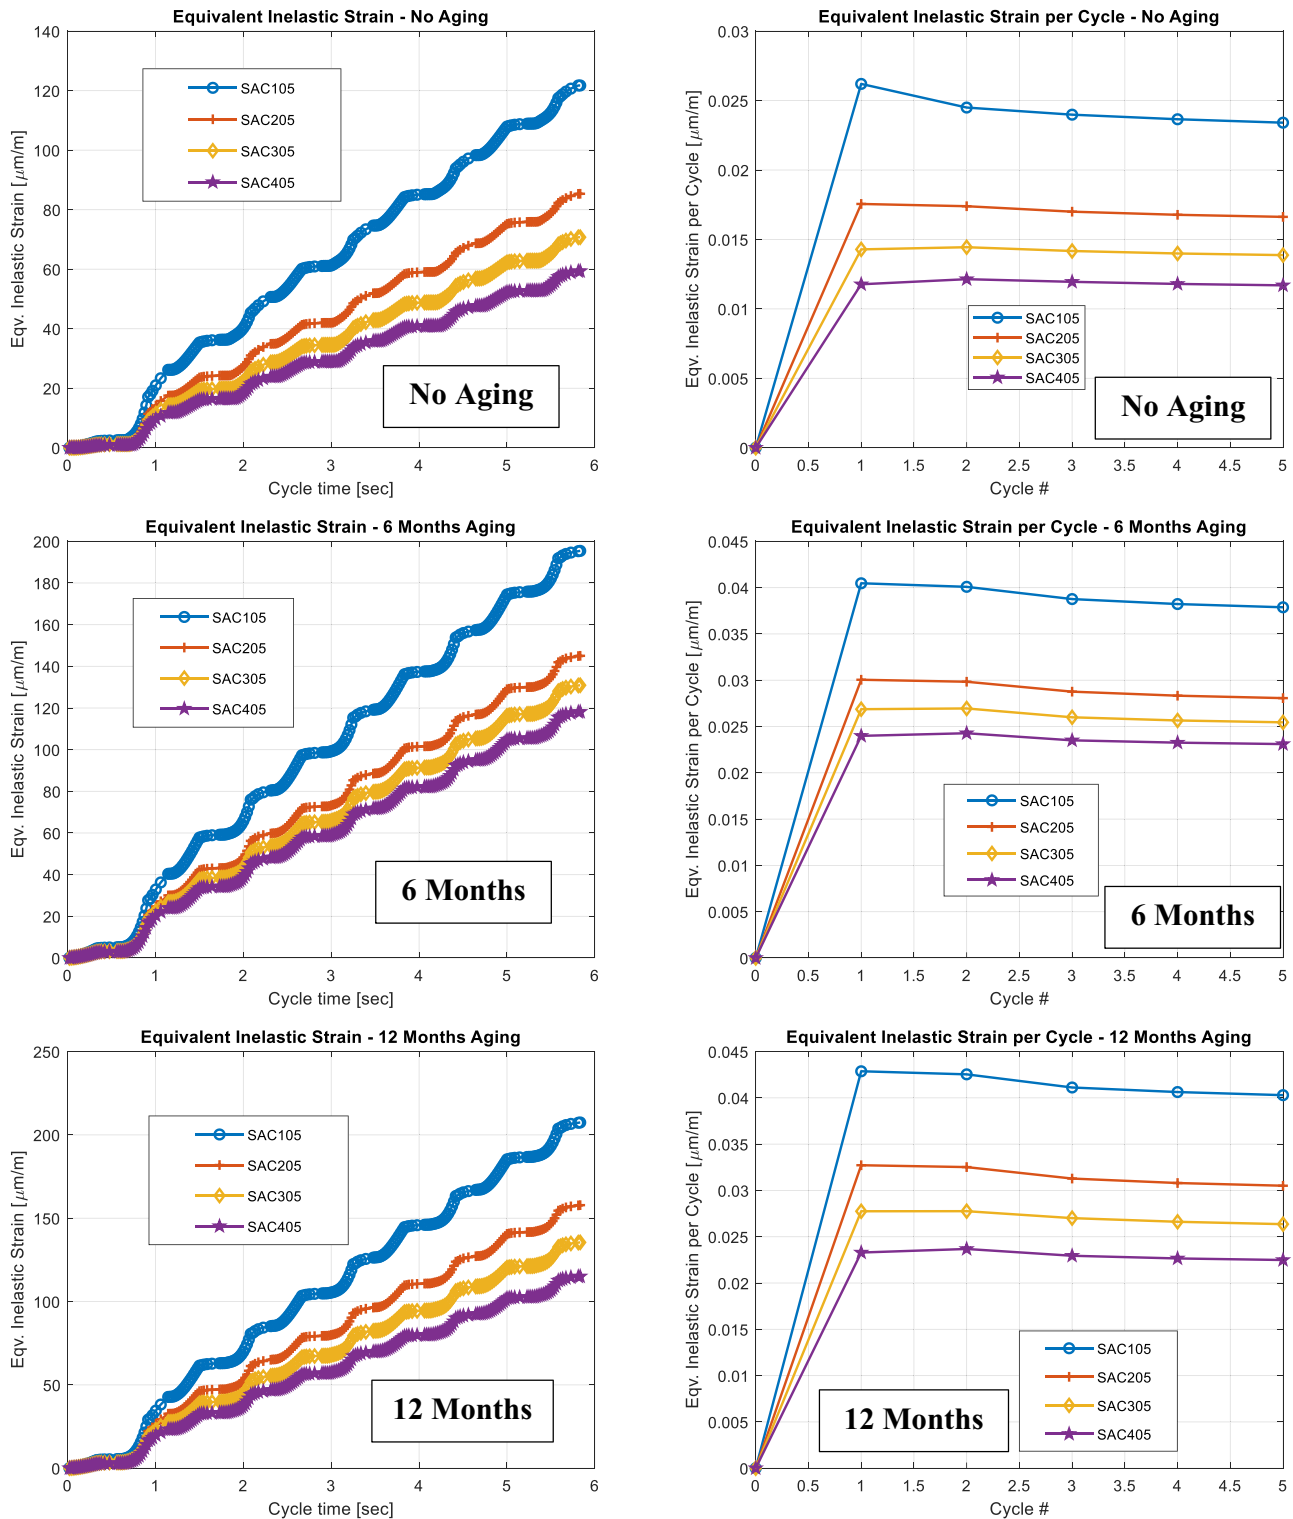 Equivalent Inelastic Strain - No Aging
Eqv. Inelastic Strain [μm/m]
140
120
100
80
60
40
20
0
SAC105
SAC205
SAC305
SAC405
No Aging
0 1 2 3 4 5 6
Cycle time [sec]
Equivalent Inelastic Strain per Cycle - No Aging
Eqv. Inelastic Strain per Cycle [μm/m]
0.03
0.025
0.02
0.015
0.01
0.005
0
SAC105
SAC205
SAC305
SAC405
No Aging
0 0.5 1 1.5 2 2.5 3 3.5 4 4.5 5
Cycle #
Equivalent Inelastic Strain - 6 Months Aging
Eqv. Inelastic Strain [μm/m]
200
180
160
140
120
100
80
60
40
20
0
SAC105
SAC205
SAC305
SAC405
6 Months
0 1 2 3 4 5 6
Cycle time [sec]
Equivalent Inelastic Strain per Cycle - 6 Months Aging
Eqv. Inelastic Strain per Cycle [μm/m]
0.045
0.04
0.035
0.03
0.025
0.02
0.015
0.01
0.005
0
SAC105
SAC205
SAC305
SAC405
6 Months
0 0.5 1 1.5 2 2.5 3 3.5 4 4.5 5
Cycle #
Equivalent Inelastic Strain - 12 Months Aging
Eqv. Inelastic Strain [μm/m]
250
200
150
100
50
0
SAC105
SAC205
SAC305
SAC405
12 Months
0 1 2 3 4 5 6
Cycle time [sec]
Equivalent Inelastic Strain per Cycle - 12 Months Aging
Eqv. Inelastic Strain per Cycle [μm/m]
0.045
0.04
0.035
0.03
0.025
0.02
0.015
0.01
0.005
0
SAC105
SAC205
SAC305
SAC405
12 Months
0 0.5 1 1.5 2 2.5 3 3.5 4 4.5 5
Cycle #